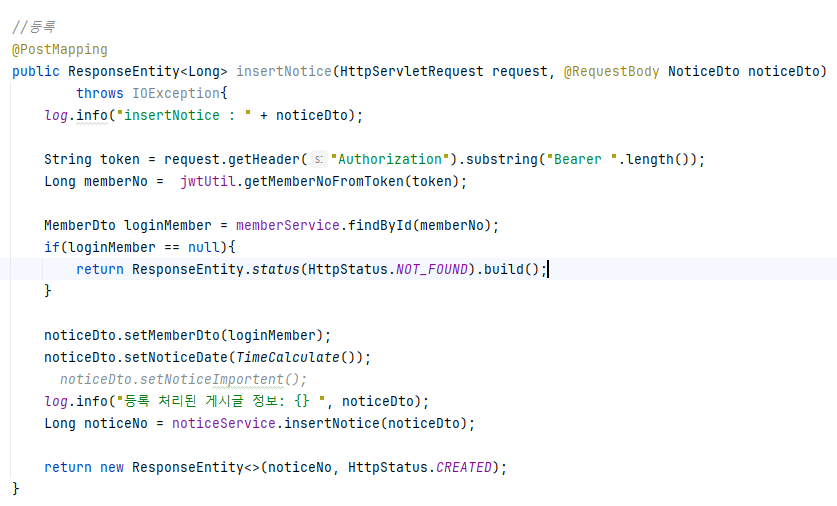 //등록
@PostMapping
public ResponseEntity<Long> insertNotice(HttpServletRequest request, @RequestBody NoticeDto noticeDto)
throws IOException{
log.info("insertNotice : " + noticeDto);
String token = request.getHeader( s: "Authorization").substring("Bearer ".length());
Long memberNo =  jwtUtil.getMemberNoFromToken(token);
MemberDto loginMember = memberService.findById(memberNo);
if(loginMember == null){
return ResponseEntity.status(HttpStatus.NOT_FOUND).build();
}
noticeDto.setMemberDto(loginMember);
noticeDto.setNoticeDate(TimeCalculate());
noticeDto.setNoticeImportent();
log.info("등록 처리된 게시글 정보: {} ", noticeDto);
Long noticeNo = noticeService.insertNotice(noticeDto);
return new ResponseEntity<>(noticeNo, HttpStatus.CREATED);
}